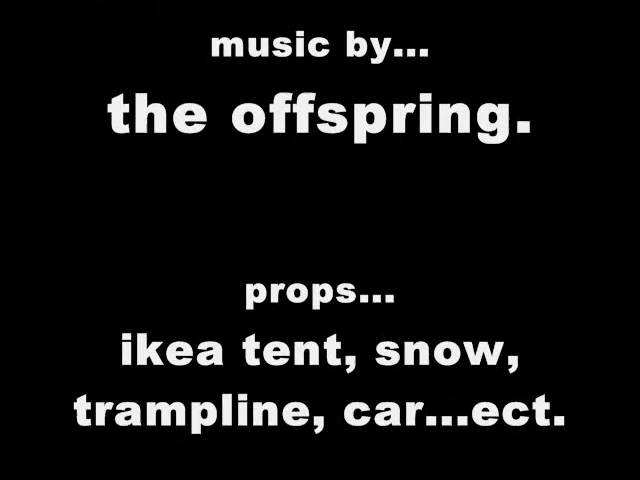 music by...
the offspring.
props...
ikea tent, snow,
trampline, car...ect.